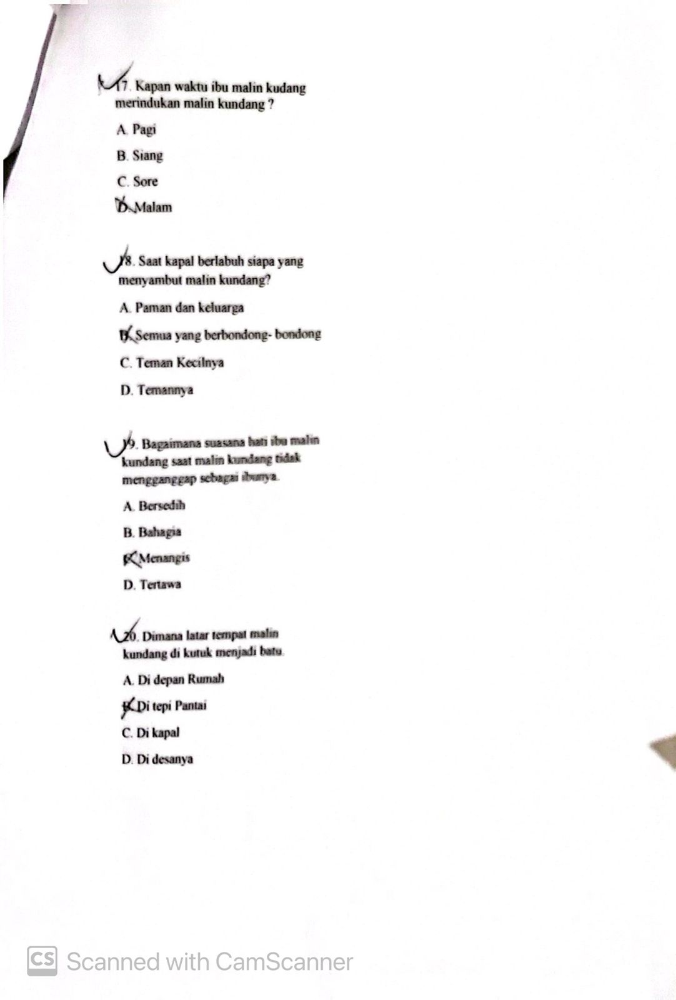 17. Kapan waktu ibu malin kudang
merindukan malin kundang ?
A. Pagi
B. Siang
C. Sore
D. Malam
18. Saat kapal berlabuh siapa yang
menyambut malin kundang?
A. Paman dan keluarga
B. Semua yang berbondong- bondong
C. Teman Kecilnya
D. Temannya
19. Bagaimana suasana hati ibu malin
kundang saat malin kundang tidak
mengganggap sebagai ibunya.
A. Bersedih
B. Bahagia
C. Menangis
D. Tertawa
20. Dimana latar tempat malin
kundang di kutuk menjadi batu.
A. Di depan Rumah
B. Di tepi Pantai
C. Di kapal
D. Di desanya
CS Scanned with CamScanner